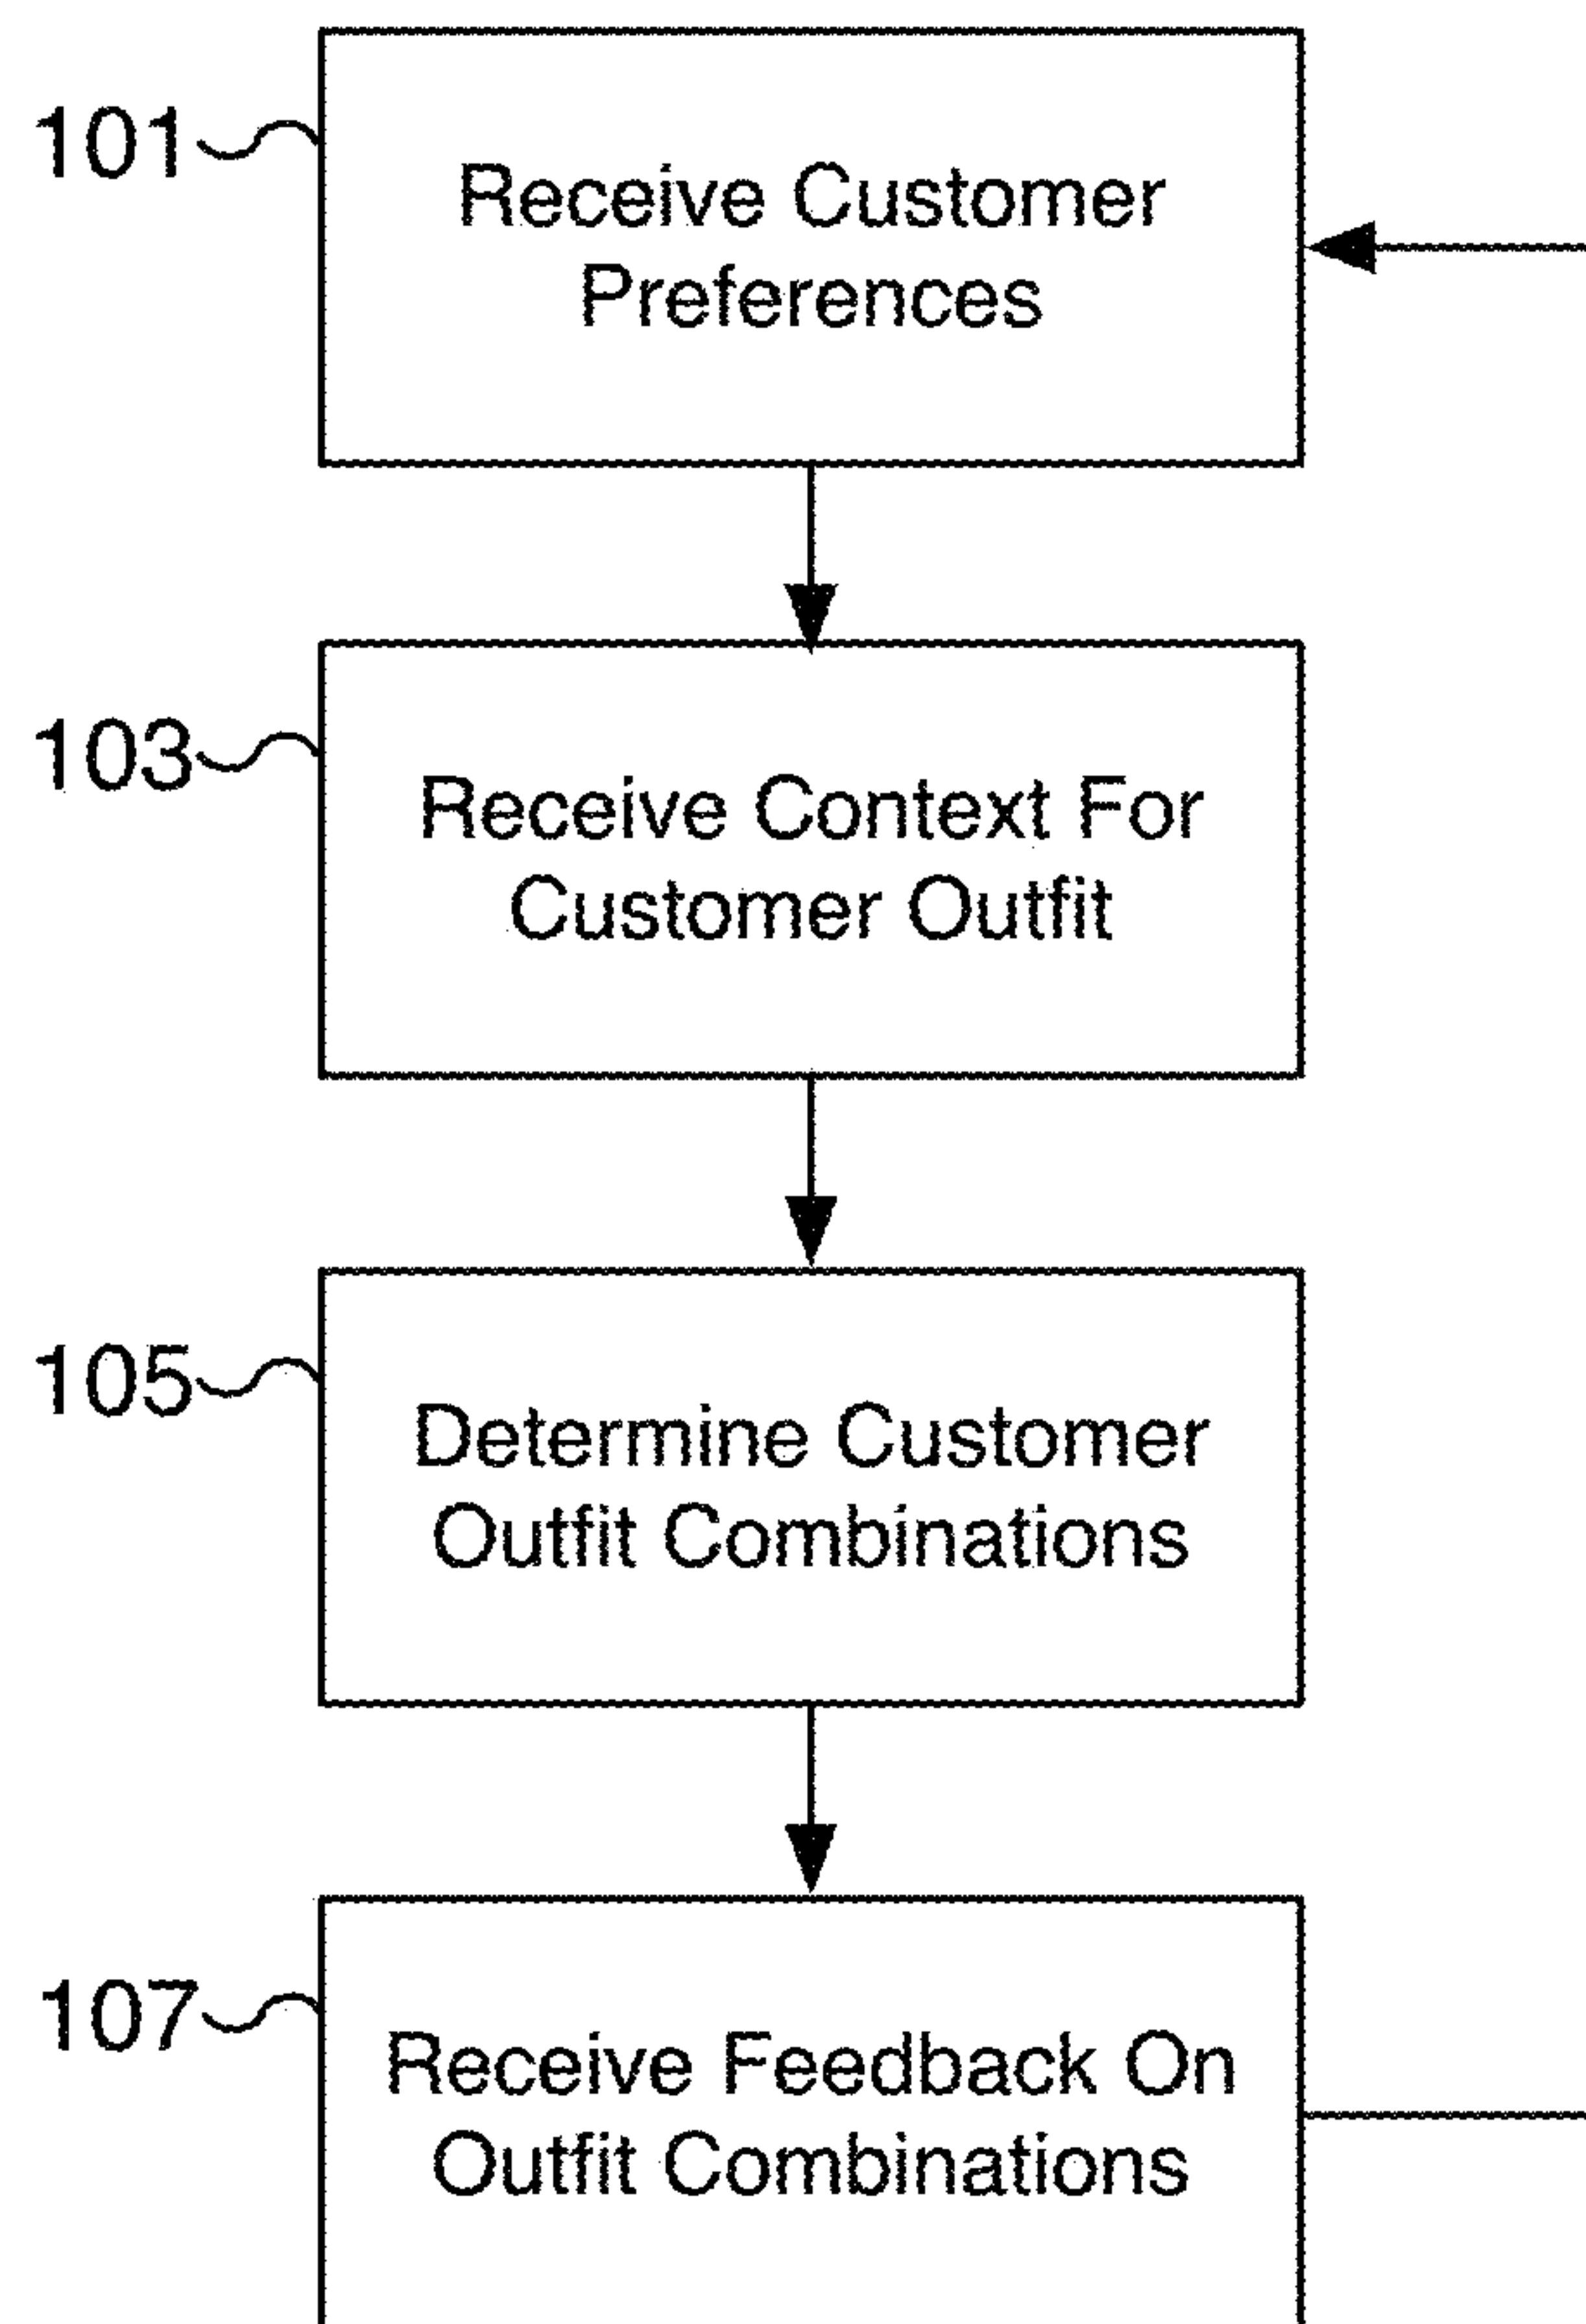 101
Receive Customer
Preferences
103
Receive Context For
Customer Outfit
105
Determine Customer
Outfit Combinations
107
Receive Feedback On
Outfit Combinations